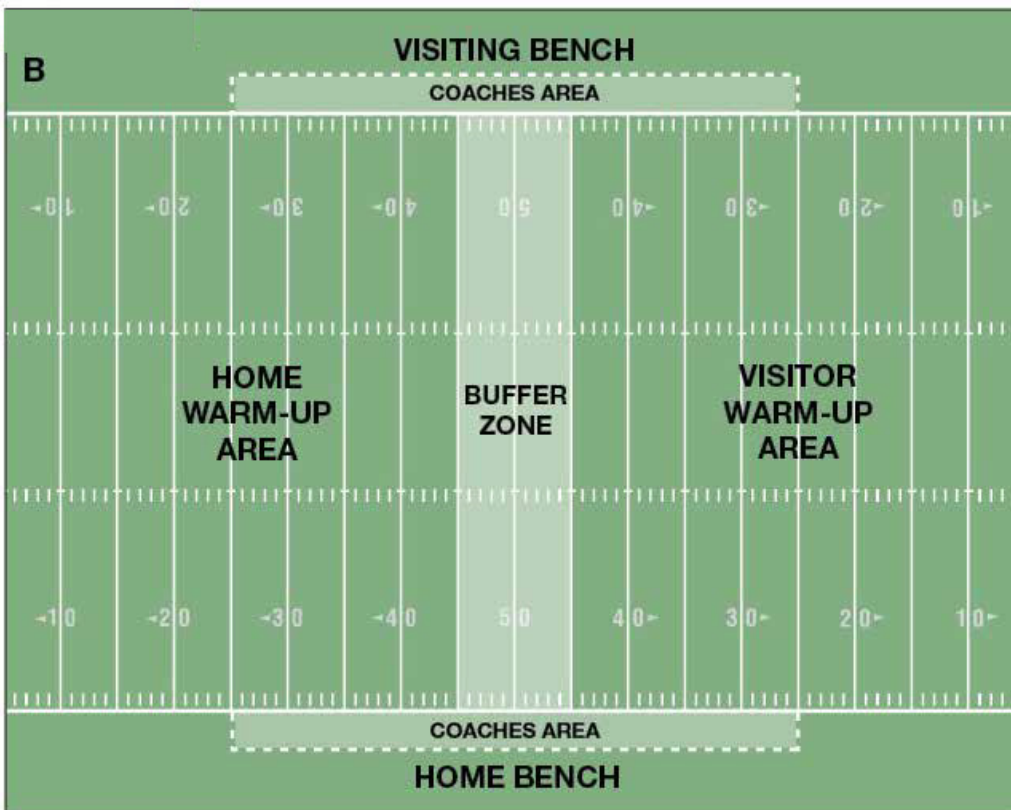 VISITING BENCH
B
COACHES AREA
10 20 30 40 50 40 30 20 10
HOME
WARM-UP
AREA
BUFFER
ZONE
VISITOR
WARM-UP
AREA
10 20 30 40 50 40 30 20 10
COACHES AREA
HOME BENCH